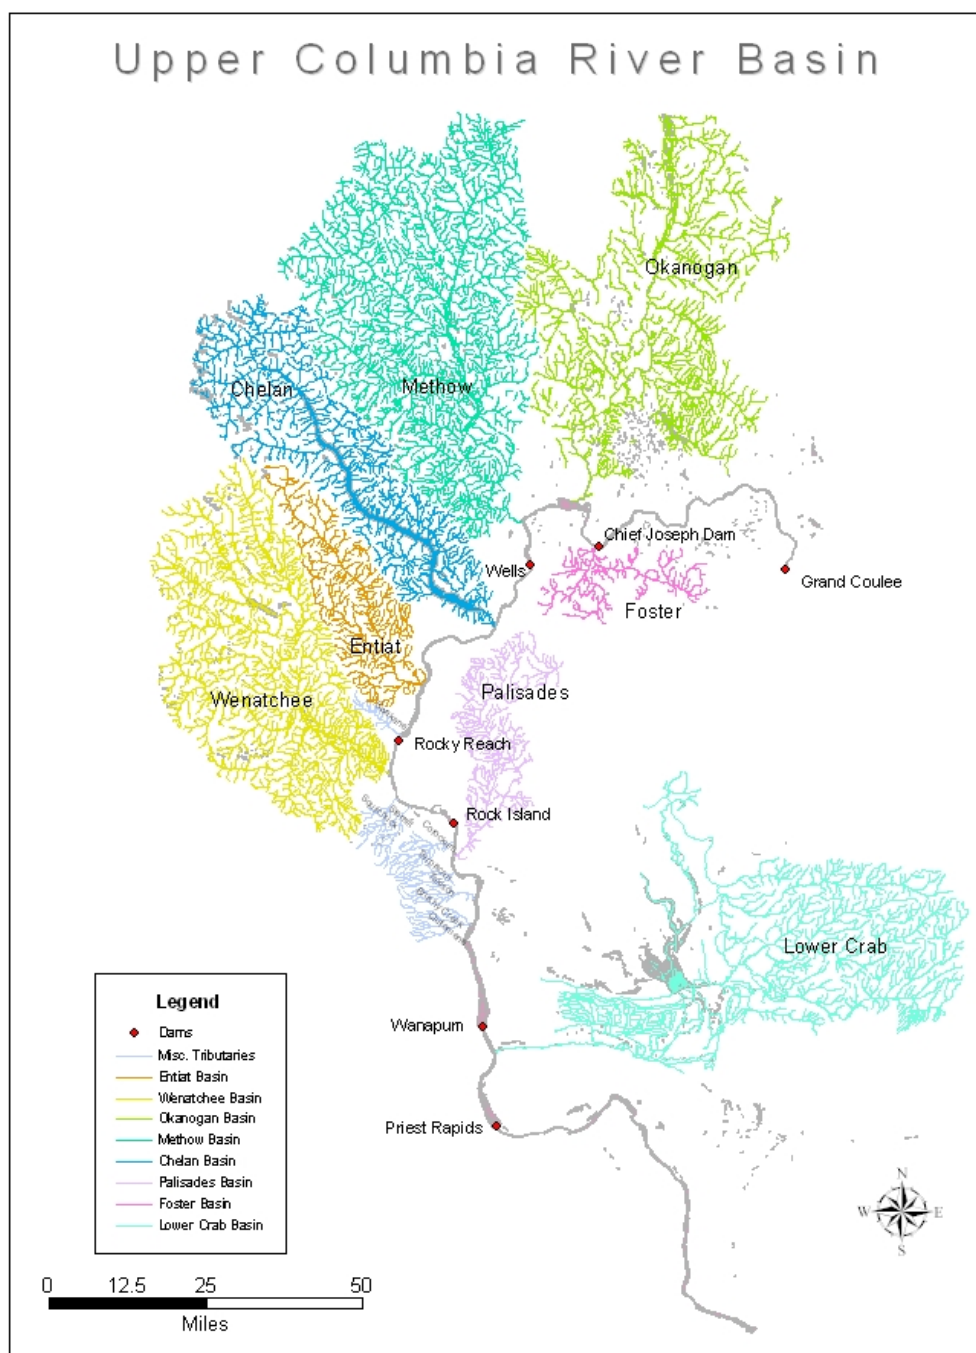 Upper Columbia River Basin
Okanogan
Chelan
Methow
Chief Joseph Dam
Wells
Grand Coulee
Foster
Entiat
Palisades
Wenatchee
Rocky Reach
Rock Island
Lower Crab
Wanapum
Priest Rapids
Legend
Dams
Misc. Tributaries
Entiat Basin
Wenatchee Basin
Okanogan Basin
Methow Basin
Chelan Basin
Palisades Basin
Foster Basin
Lower Crab Basin
N
W E
S
0 12.5 25 50
Miles